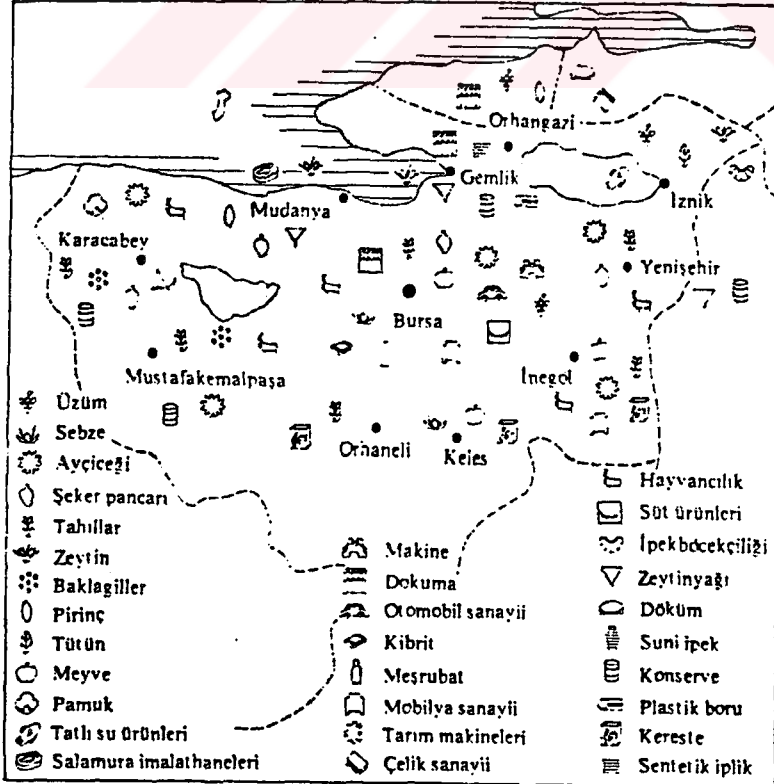 Orhangazi
Gemlik
İznik
Mudanya
Karacabey
Yenişehir
Bursa
Mustafakemalpaşa
İnegol
Orhaneli
Keles
Üzüm
Sebze
Ayçiceği
Şeker pancarı
Tahıllar
Zeytin
Baklagiller
Pirinç
Tütün
Meyve
Pamuk
Tatlı su ürünleri
Salamura imalathaneleri
Makine
Dokuma
Otomobil sanayii
Kibrit
Meşrubat
Mobilya sanayii
Tarım makineleri
Çelik sanayii
Hayvancılık
Süt ürünleri
İpekböcekçiliği
Zeytinyağı
Döküm
Suni ipek
Konserve
Plastik boru
Kereste
Sentetik iplik